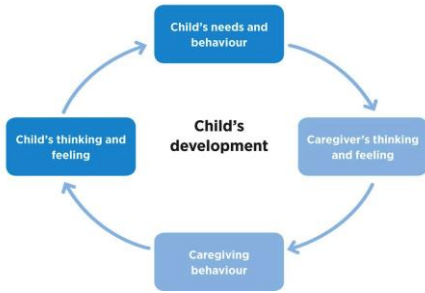 Child's needs and
behaviour
Child's thinking and
feeling
Child's
development
Caregiver's thinking
and feeling
Caregiving
behaviour